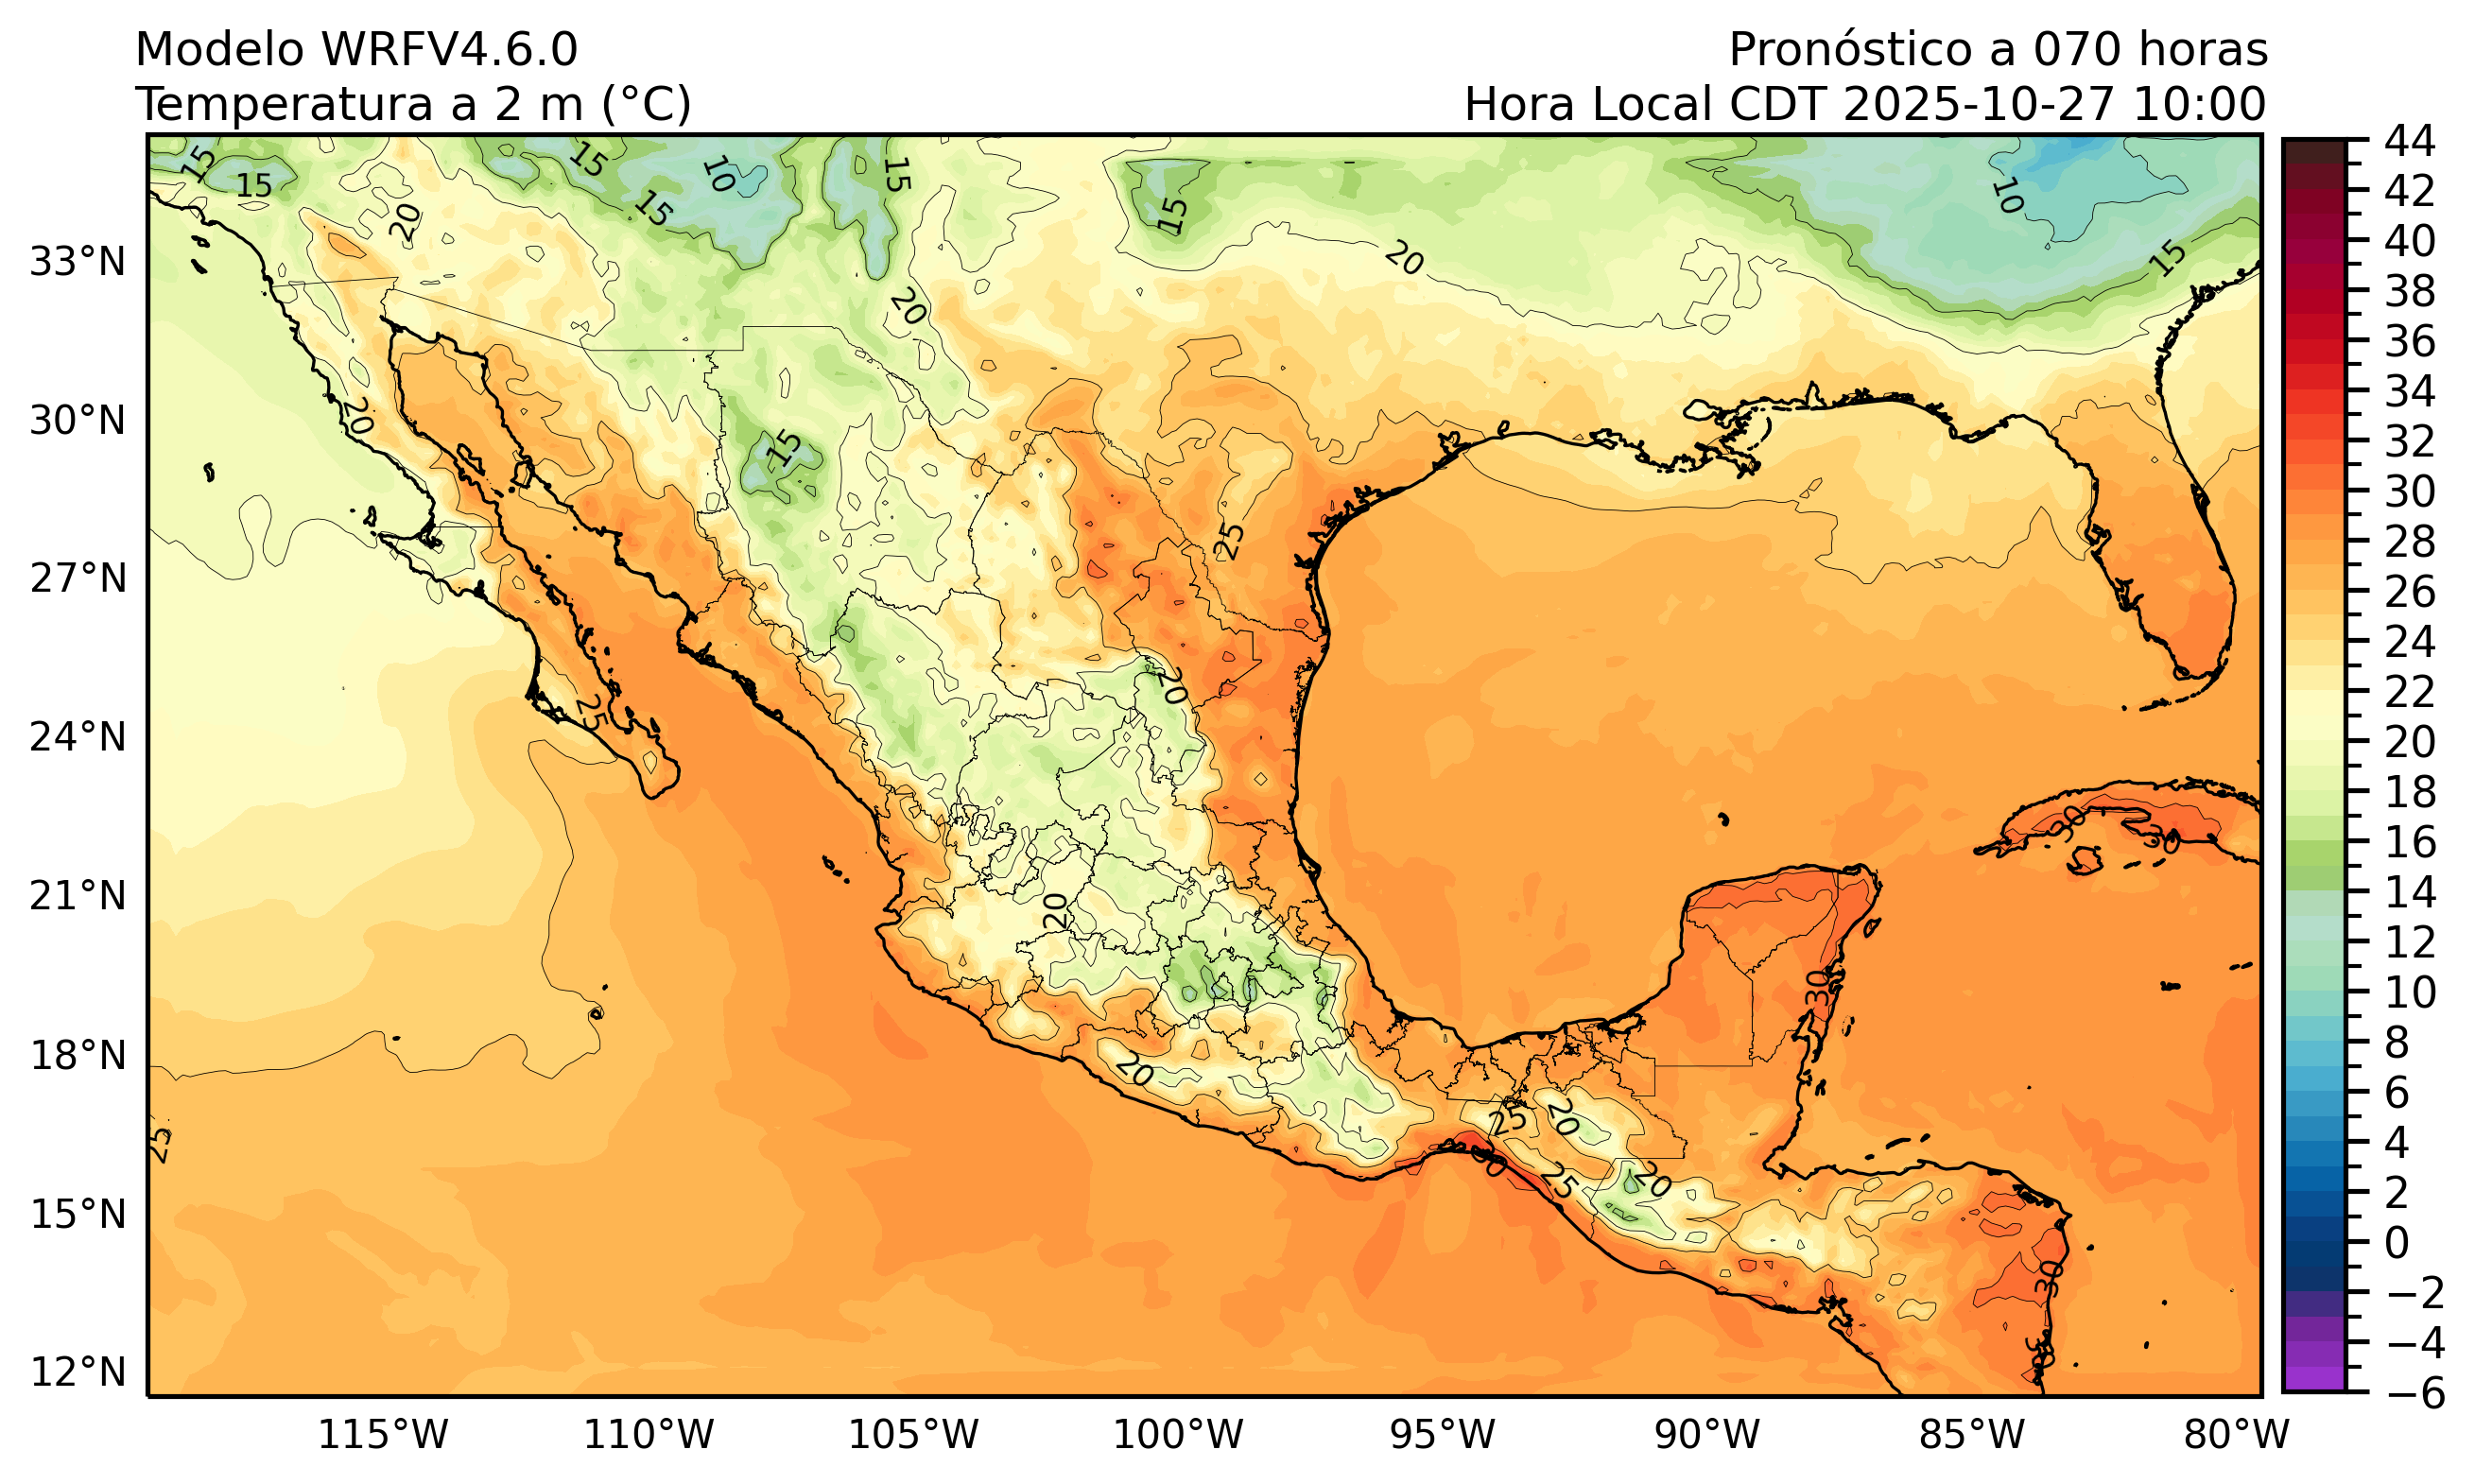 Modelo WRFV4.6.0
Temperatura a 2 m (°C)
Pronóstico a 070 horas
Hora Local CDT 2025-10-27 10:00
33°N
30°N
27°N
24°N
21°N
18°N
15°N
12°N
115°W
110°W
105°W
100°W
95°W
90°W
85°W
80°W
44
42
40
38
36
34
32
30
28
26
24
22
20
18
16
14
12
10
8
6
4
2
0
−2
−4
−6
15
15
15
15
10
15
20
15
20
10
15
20
20
15
25
20
25
20
30
30
30
20
25
20
25
30
25
20
30
30